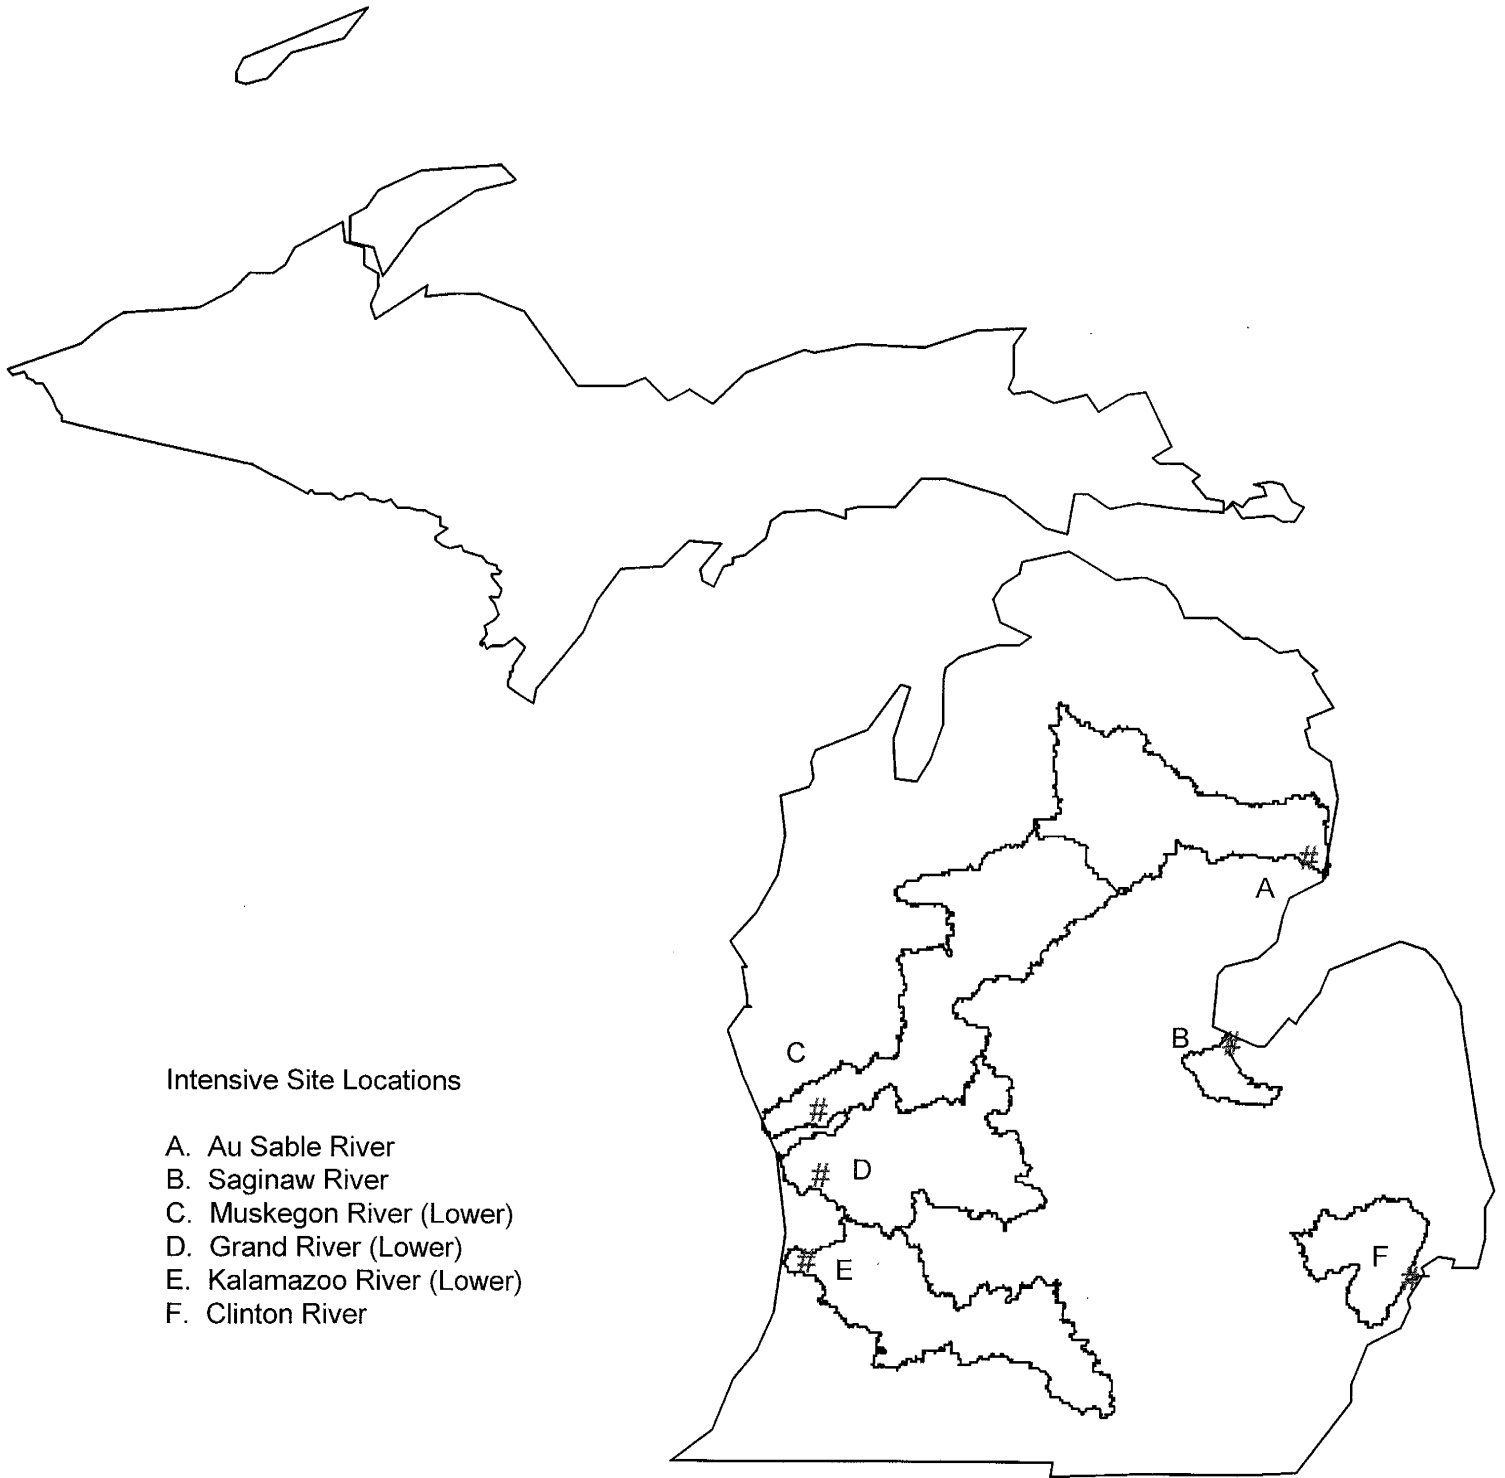 A
B
C
Intensive Site Locations
A. Au Sable River
B. Saginaw River
C. Muskegon River (Lower)
D. Grand River (Lower)
E. Kalamazoo River (Lower)
F. Clinton River
#
#
#
#
D
#
E
F
#